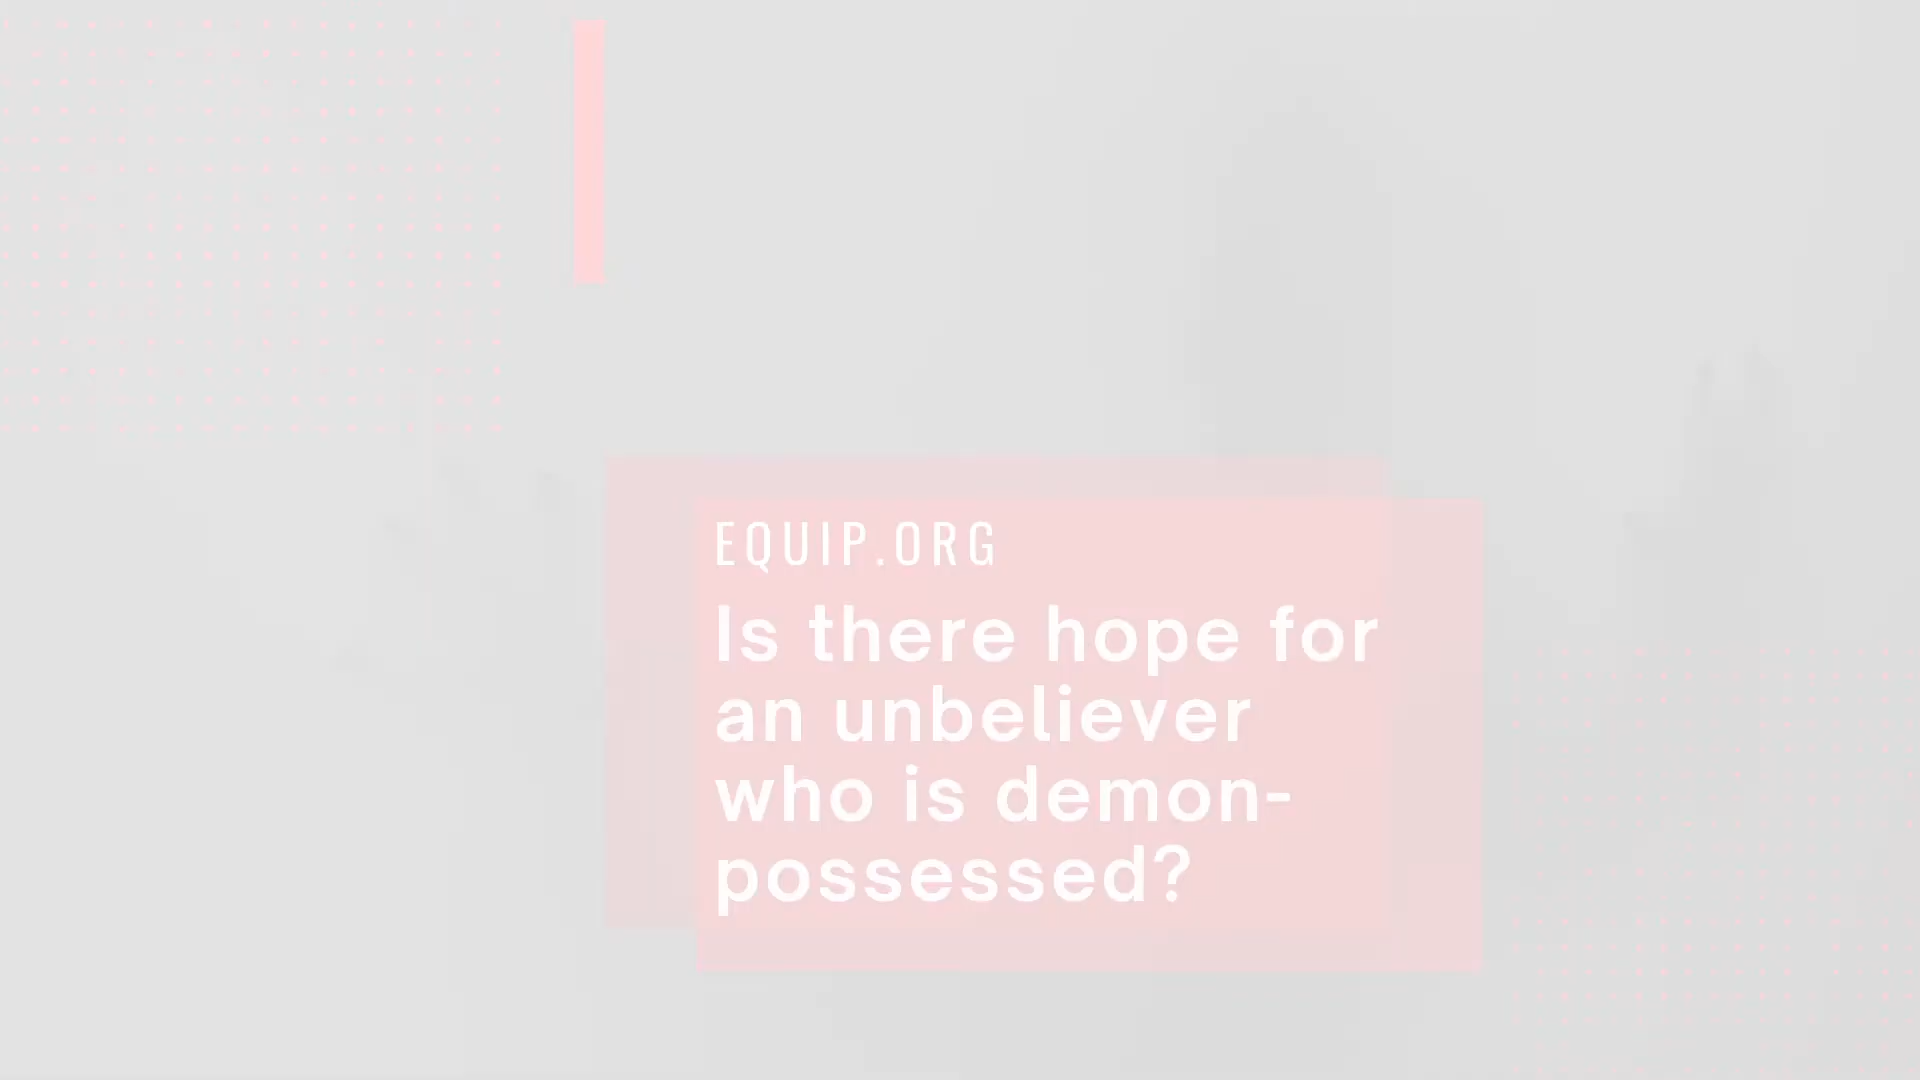 EQUIP.ORG
Is there hope for
an unbeliever
who is demon-
possessed?